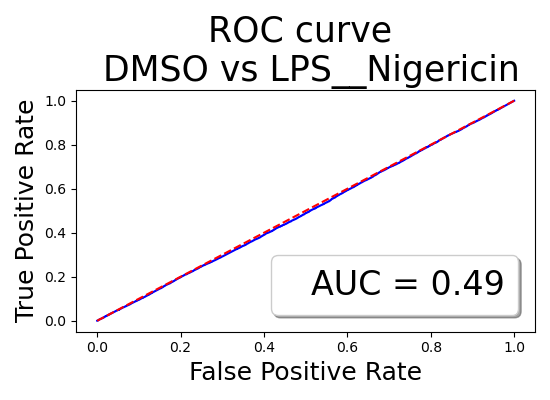 ROC curve
DMSO vs LPS__Nigericin
True Positive Rate
1.0
0.8
0.6
0.4
0.2
0.0
AUC = 0.49
0.0 0.2 0.4 0.6 0.8 1.0
False Positive Rate